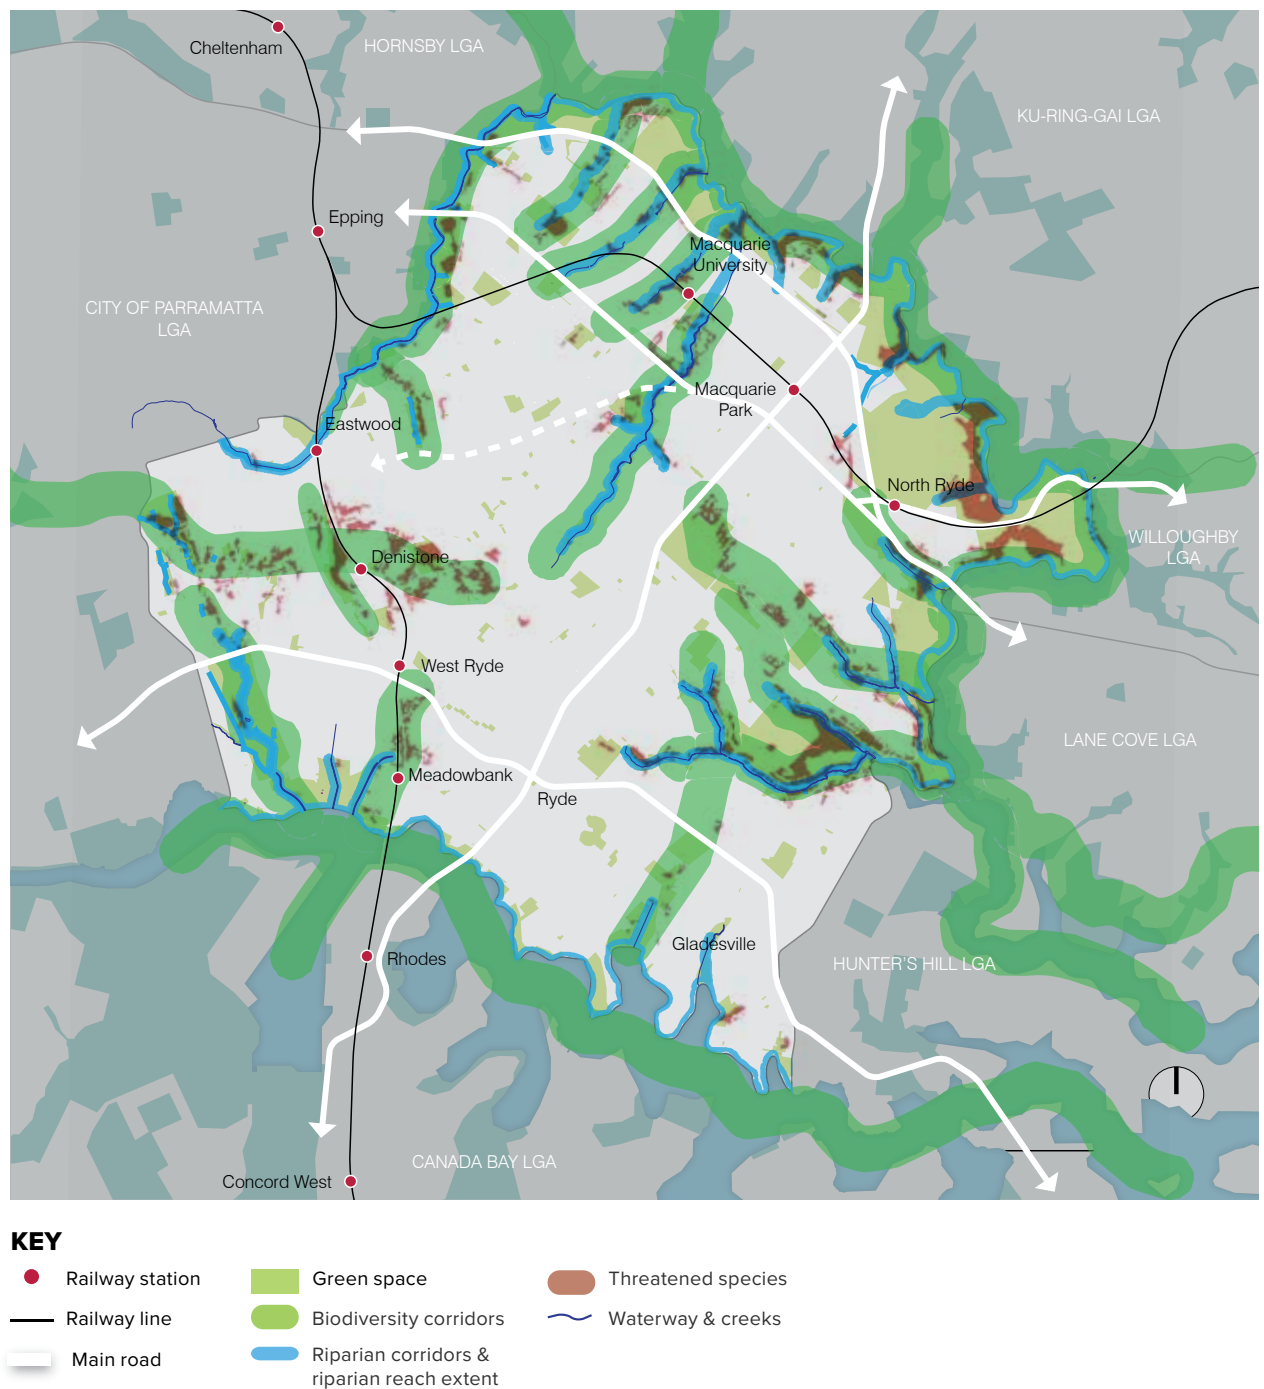 Cheltenham
HORNSBY LGA
KU-RING-GAI LGA
Epping
Macquarie
University
CITY OF PARRAMATTA
LGA
Macquarie
Park
Eastwood
North Ryde
WILLOUGHBY
LGA
Denistone
West Ryde
LANE COVE LGA
Meadowbank
Ryde
Gladesville
Rhodes
HUNTER'S HILL LGA
CANADA BAY LGA
Concord West
KEY
Railway station
Railway line
Main road
Green space
Biodiversity corridors
Riparian corridors &
riparian reach extent
Threatened species
Waterway & creeks